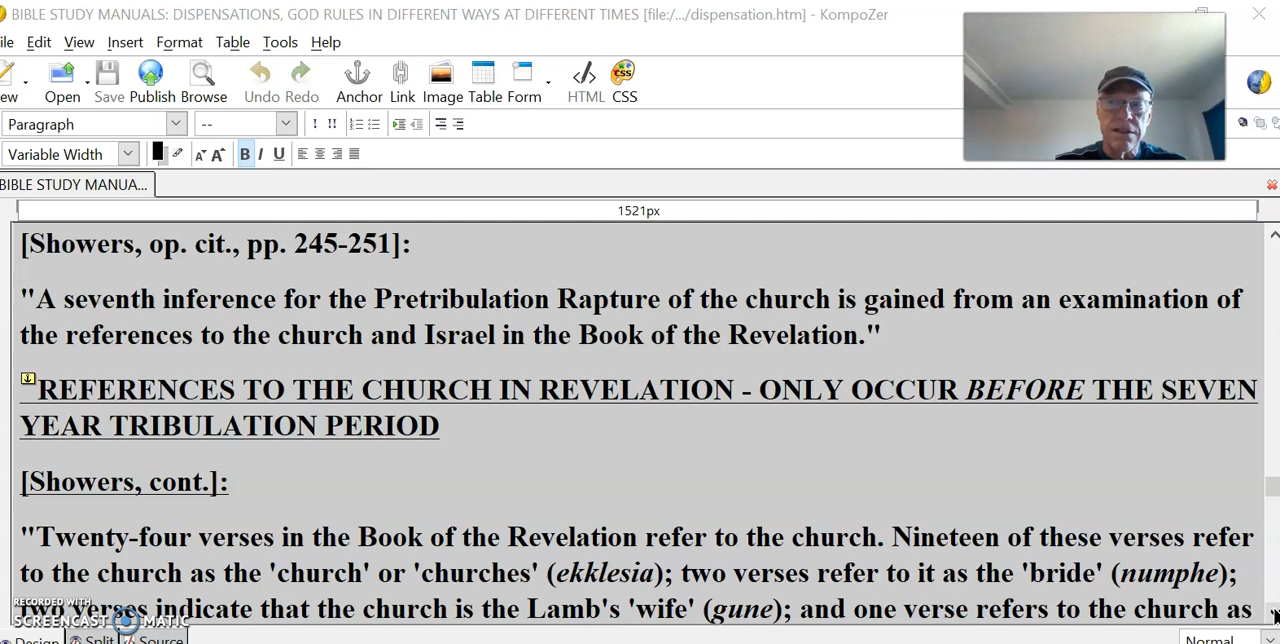 BIBLE STUDY MANUALS: DISPENSATIONS, GOD RULES IN DIFFERENT WAYS AT DIFFERENT TIMES [file:/.../dispensation.htm] - KompoZer
ile Edit View Insert Format Table Tools Help
ew Open Save Publish Browse Undo Redo Anchor Link Image Table Form HTML CSS
Paragraph --
Variable Width B I U
BIBLE STUDY MANUA...
1521px
[Showers, op. cit., pp. 245-251]:
"A seventh inference for the Pretribulation Rapture of the church is gained from an examination of
the references to the church and Israel in the Book of the Revelation."
REFERENCES TO THE CHURCH IN REVELATION - ONLY OCCUR BEFORE THE SEVEN
YEAR TRIBULATION PERIOD
[Showers, cont.]:
"Twenty-four verses in the Book of the Revelation refer to the church. Nineteen of these verses refer
to the church as the 'church' or 'churches' (ekklesia); two verses refer to it as the 'bride' (numphe);
two verses indicate that the church is the Lamb's 'wife' (gune); and one verse refers to the church as
RECORDED WITH
SCREENCAST MATIC
Design Split Source Normal